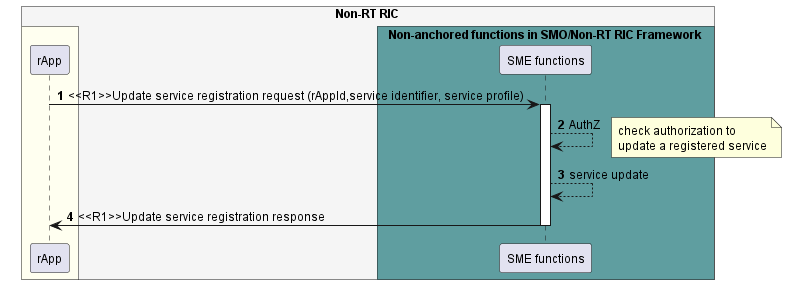 Non-RT RIC
Non-anchored functions in SMO/Non-RT RIC Framework
rApp
SME functions
1 <<R1>>Update service registration request (rAppId,service identifier, service profile)
2 AuthZ
check authorization to
update a registered service
3 service update
4 <<R1>>Update service registration response
rApp
SME functions